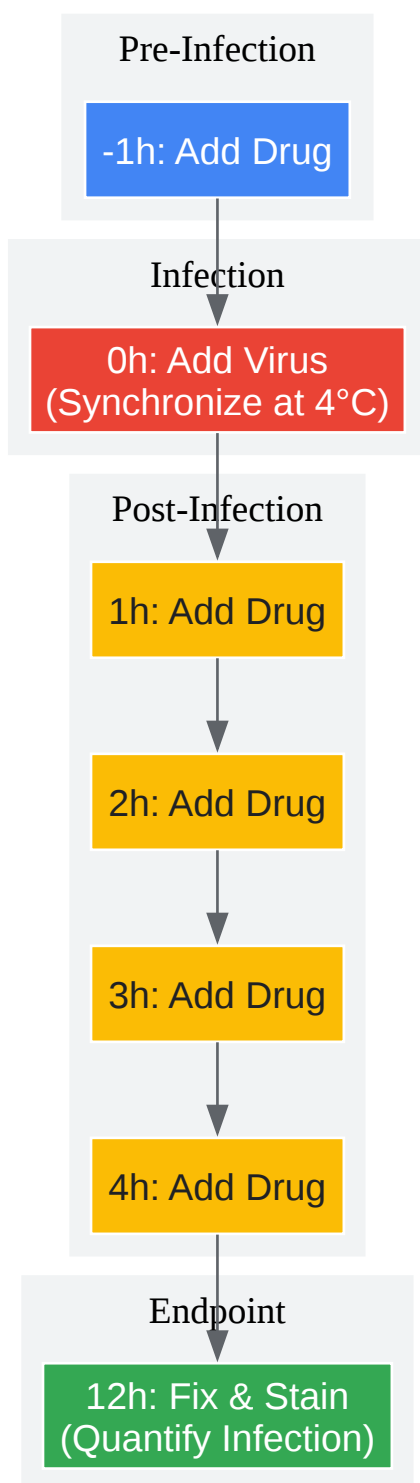 Pre-Infection
-1h: Add Drug
Infection
0h: Add Virus
(Synchronize at 4°C)
Post-Infection
1h: Add Drug
2h: Add Drug
3h: Add Drug
4h: Add Drug
Endpoint
12h: Fix & Stain
(Quantify Infection)